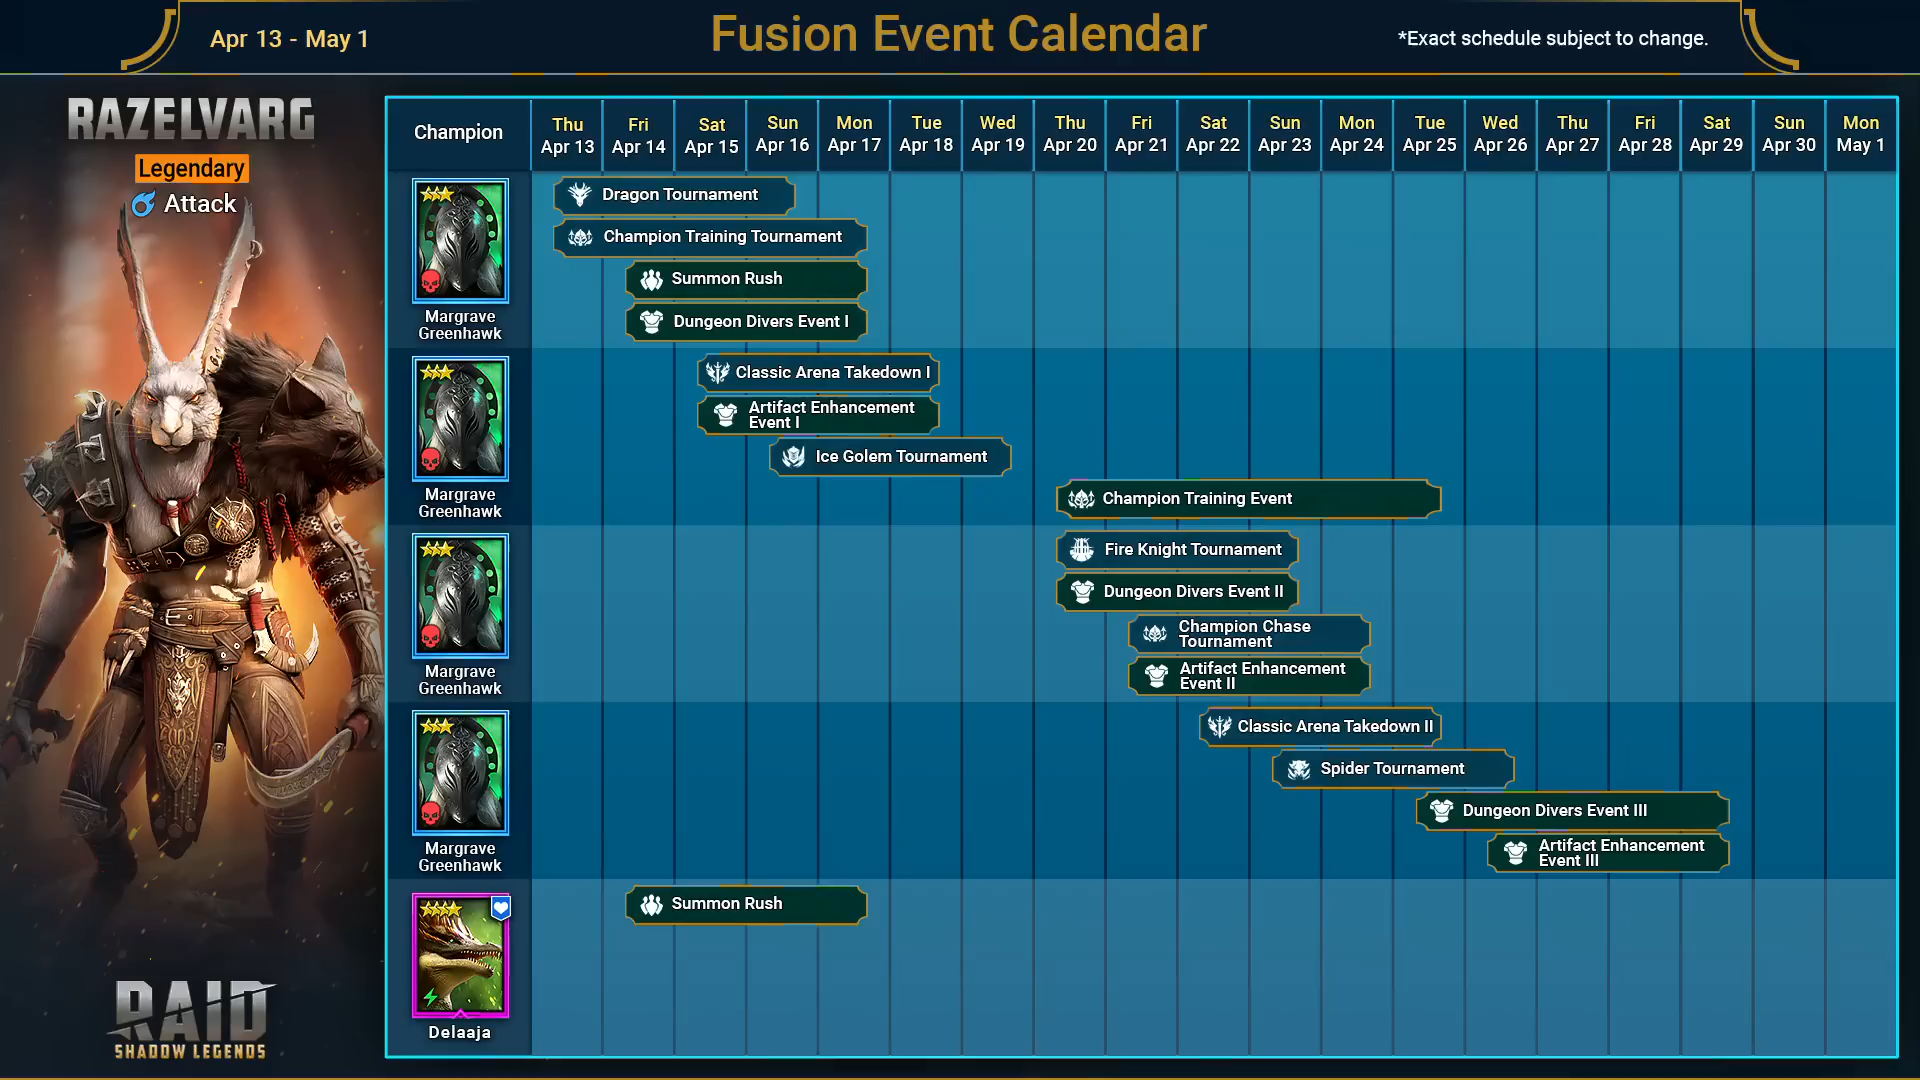 Apr 13 - May 1
Fusion Event Calendar
*Exact schedule subject to change.
RAZELVARG
Legendary
Attack
Champion
Thu
Apr 13
Fri
Apr 14
Sat
Apr 15
Sun
Apr 16
Mon
Apr 17
Tue
Apr 18
Wed
Apr 19
Thu
Apr 20
Fri
Apr 21
Sat
Apr 22
Sun
Apr 23
Mon
Apr 24
Tue
Apr 25
Wed
Apr 26
Thu
Apr 27
Fri
Apr 28
Sat
Apr 29
Sun
Apr 30
Mon
May 1
Margrave
Greenhawk
Dragon Tournament
Champion Training Tournament
Summon Rush
Dungeon Divers Event I
Margrave
Greenhawk
Classic Arena Takedown I
Artifact Enhancement
Event I
Ice Golem Tournament
Champion Training Event
Margrave
Greenhawk
Fire Knight Tournament
Dungeon Divers Event II
Champion Chase
Tournament
Artifact Enhancement
Event II
Margrave
Greenhawk
Classic Arena Takedown II
Spider Tournament
Dungeon Divers Event III
Artifact Enhancement
Event III
Delaaja
Summon Rush
RAID
SHADOW LEGENDS